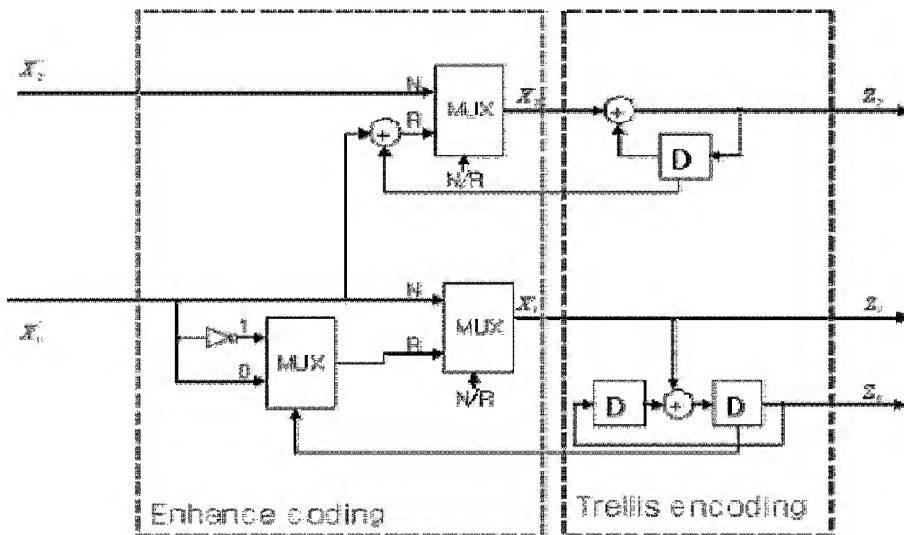 N
MUX
R
N/R
D
N
MUX
R
N/R
1
MUX
0
D
D
Enhance coding
Trellis encoding